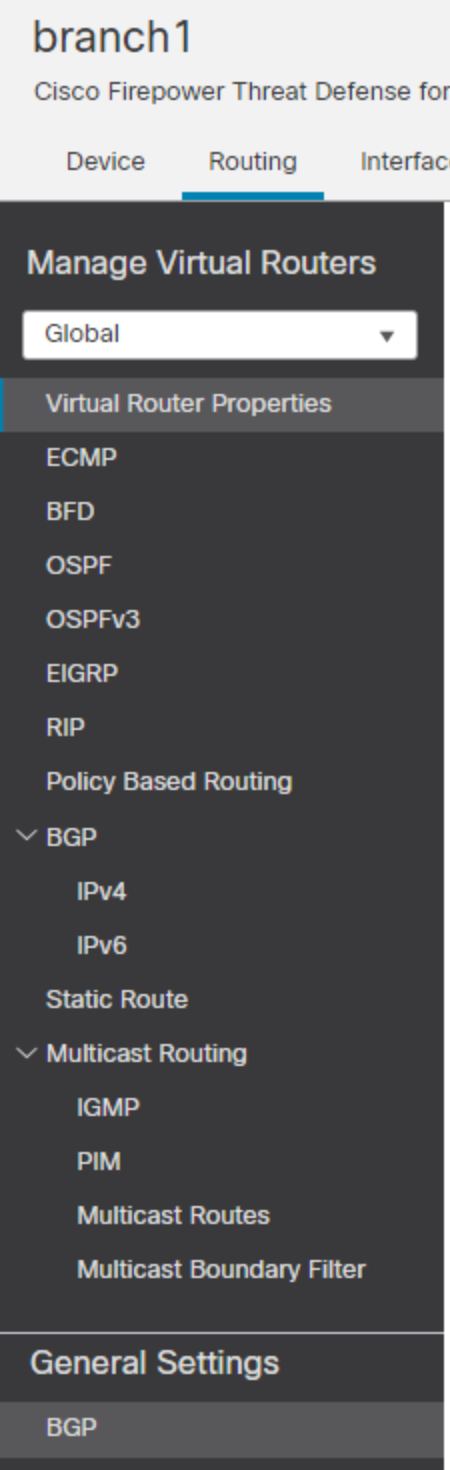 branch1
Cisco Firepower Threat Defense for
Device Routing Interfac
Manage Virtual Routers
Global
Virtual Router Properties
ECMP
BFD
OSPF
OSPFv3
EIGRP
RIP
Policy Based Routing
BGP
IPv4
IPv6
Static Route
Multicast Routing
IGMP
PIM
Multicast Routes
Multicast Boundary Filter
General Settings
BGP